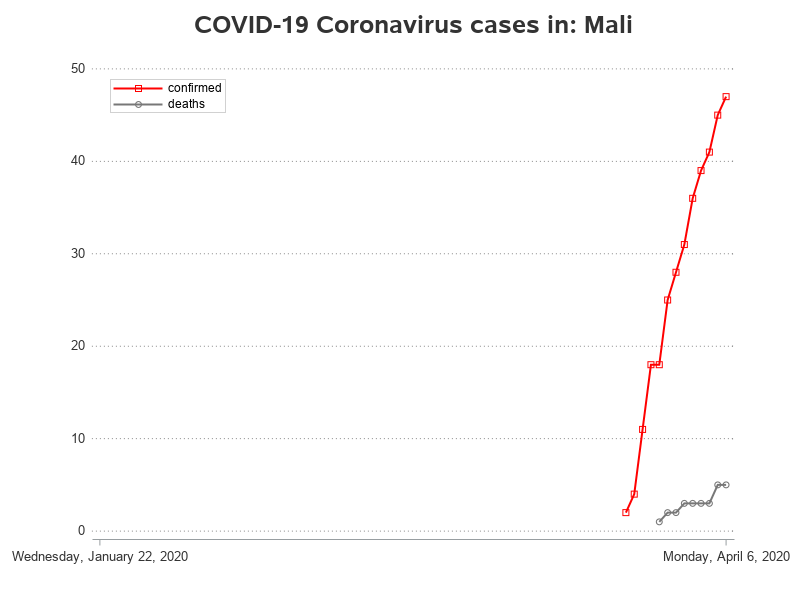 COVID-19 Coronavirus cases in: Mali
50
confirmed
deaths
40
30
20
10
0
Wednesday, January 22, 2020
Monday, April 6, 2020